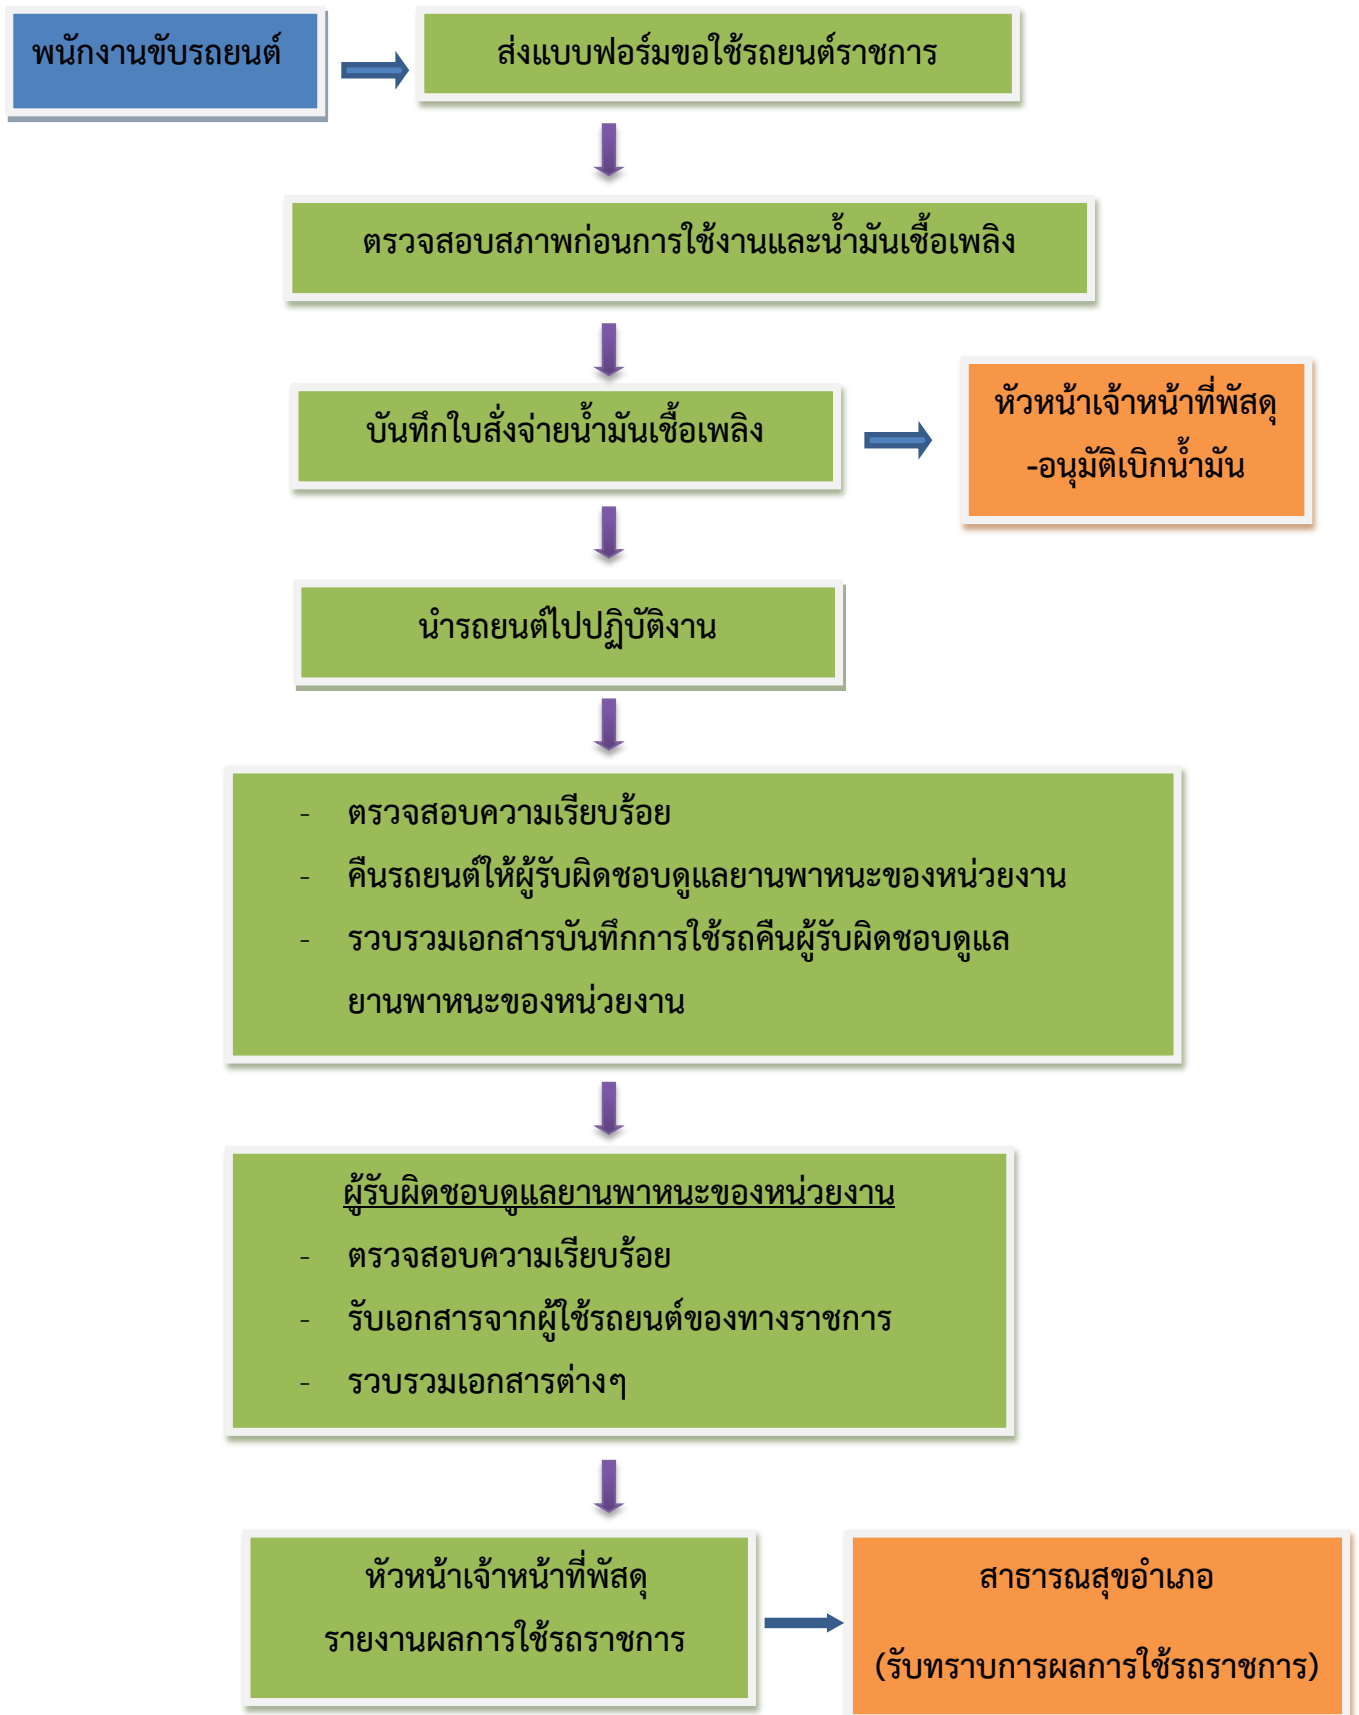 พนักงานขับรถยนต์
ส่งแบบฟอร์มขอใช้รถยนต์ราชการ
ตรวจสอบสภาพก่อนการใช้งานและน้ำมันเชื้อเพลิง
บันทึกใบสั่งจ่ายน้ำมันเชื้อเพลิง
หัวหน้าเจ้าหน้าที่พัสดุ
-อนุมัติเบิกน้ำมัน
นำรถยนต์ไปปฏิบัติงาน
- ตรวจสอบความเรียบร้อย
- คืนรถยนต์ให้ผู้รับผิดชอบดูแลยานพาหนะของหน่วยงาน
- รวบรวมเอกสารบันทึกการใช้รถคืนผู้รับผิดชอบดูแล
ยานพาหนะของหน่วยงาน
ผู้รับผิดชอบดูแลยานพาหนะของหน่วยงาน
- ตรวจสอบความเรียบร้อย
- รับเอกสารจากผู้ใช้รถยนต์ของทางราชการ
- รวบรวมเอกสารต่างๆ
หัวหน้าเจ้าหน้าที่พัสดุ
รายงานผลการใช้รถราชการ
สาธารณสุขอำเภอ
(รับทราบการผลการใช้รถราชการ)